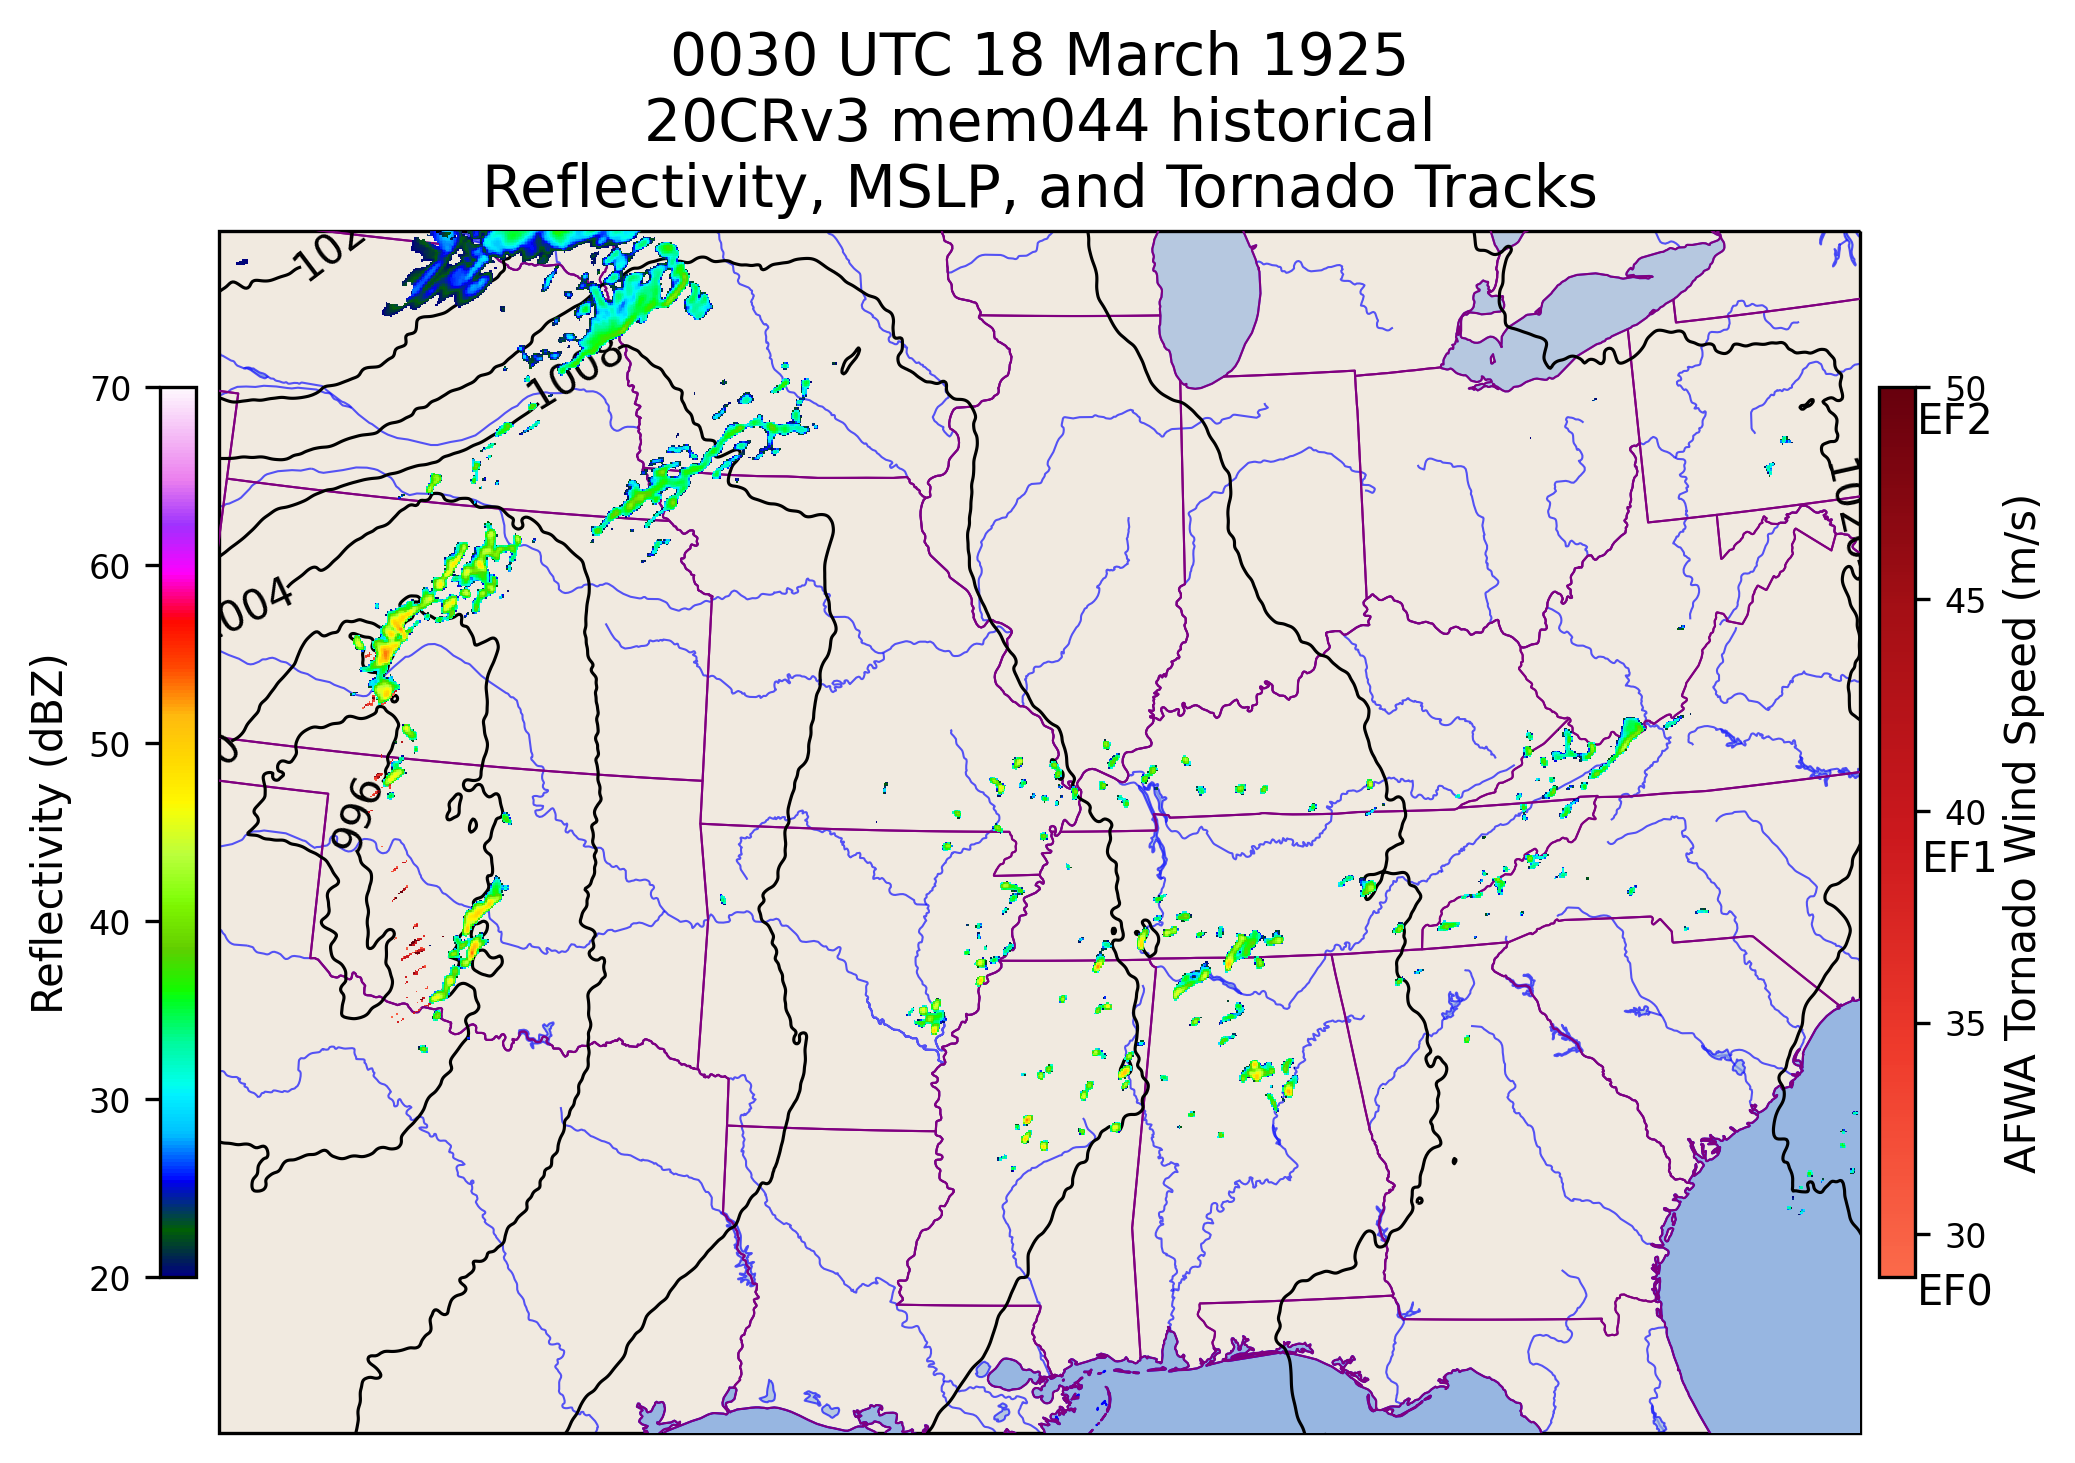 0030 UTC 18 March 1925
20CRv3 mem044 historical
Reflectivity, MSLP, and Tornado Tracks
102
1008
1020
1004
0
996
70
60
50
40
30
20
Reflectivity (dBZ)
50
EF2
45
40
EF1
35
30
EF0
AFWA Tornado Wind Speed (m/s)